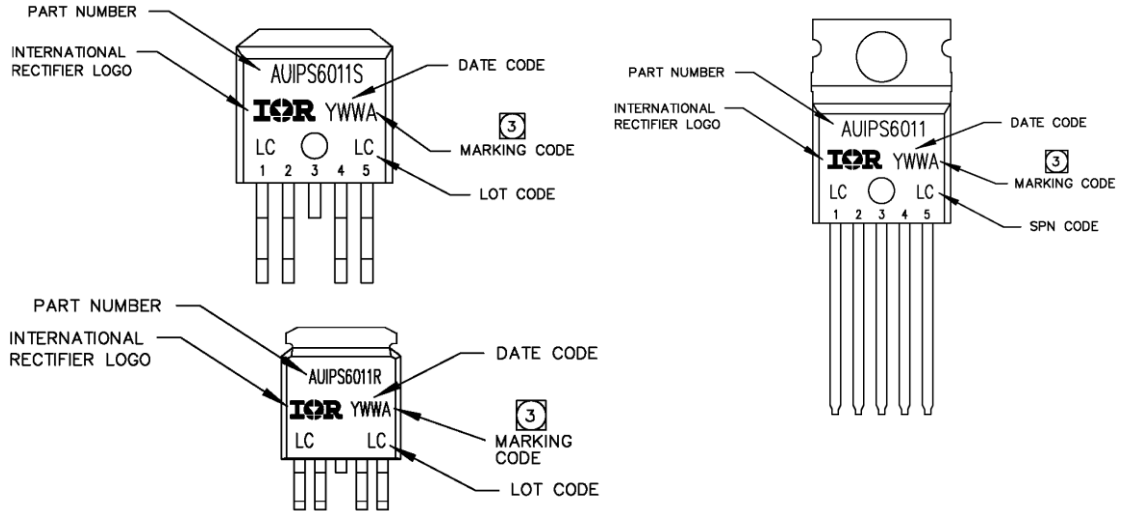 PART NUMBER
INTERNATIONAL
RECTIFIER LOGO
AUIPS6011S
DATE CODE
IOR YWWA
3
MARKING CODE
LC LC
1 2 3 4 5
LOT CODE
PART NUMBER
INTERNATIONAL
RECTIFIER LOGO
AUIPS6011R
DATE CODE
IOR YWWA
3
MARKING
CODE
LC LC
LOT CODE
PART NUMBER
INTERNATIONAL
RECTIFIER LOGO
AUIPS6011
DATE CODE
IOR YWWA
3
MARKING CODE
LC LC
1 2 3 4 5
SPN CODE